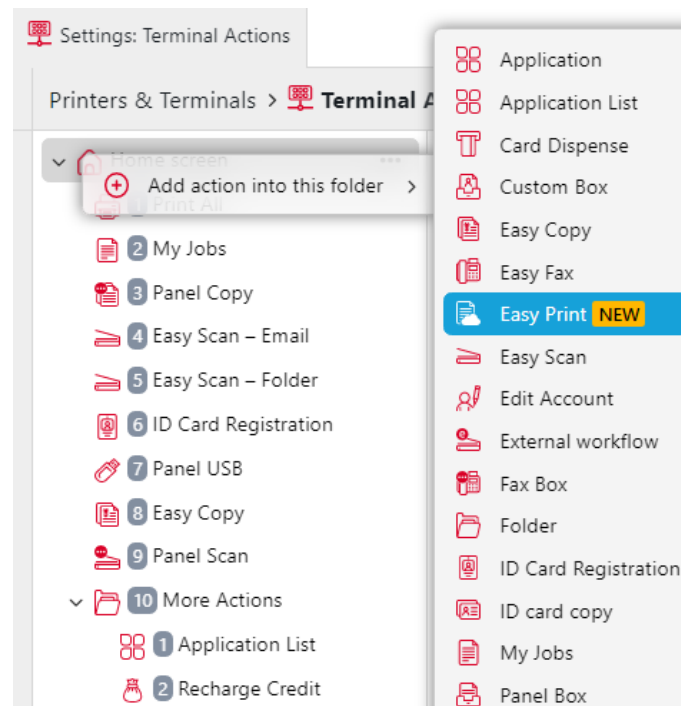 Settings: Terminal Actions
Printers & Terminals > Terminal A
Home screen
Add action into this folder
1 Print All
2 My Jobs
3 Panel Copy
4 Easy Scan – Email
5 Easy Scan – Folder
6 ID Card Registration
7 Panel USB
8 Easy Copy
9 Panel Scan
10 More Actions
1 Application List
2 Recharge Credit
Application
Application List
Card Dispense
Custom Box
Easy Copy
Easy Fax
Easy Print NEW
Easy Scan
Edit Account
External workflow
Fax Box
Folder
ID Card Registration
ID card copy
My Jobs
Panel Box